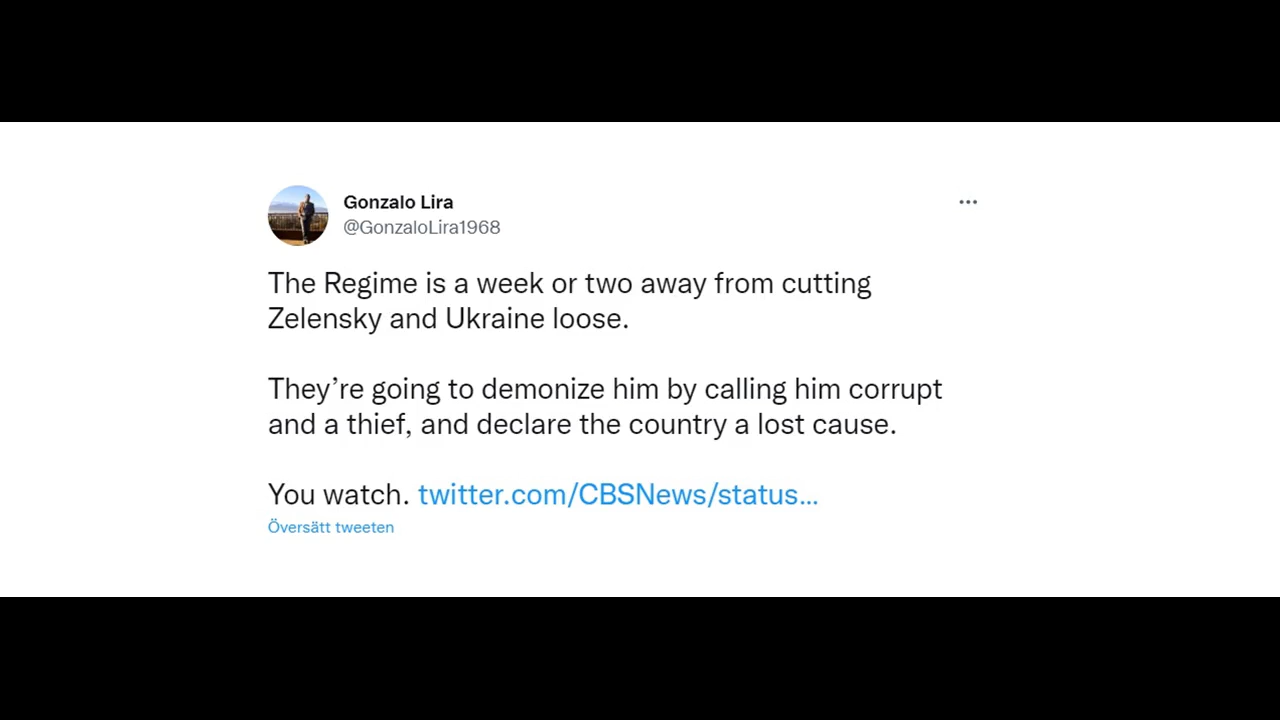 Gonzalo Lira
@GonzaloLira1968
The Regime is a week or two away from cutting
Zelensky and Ukraine loose.
They’re going to demonize him by calling him corrupt
and a thief, and declare the country a lost cause.
You watch. twitter.com/CBSNews/status...
Översätt tweeten